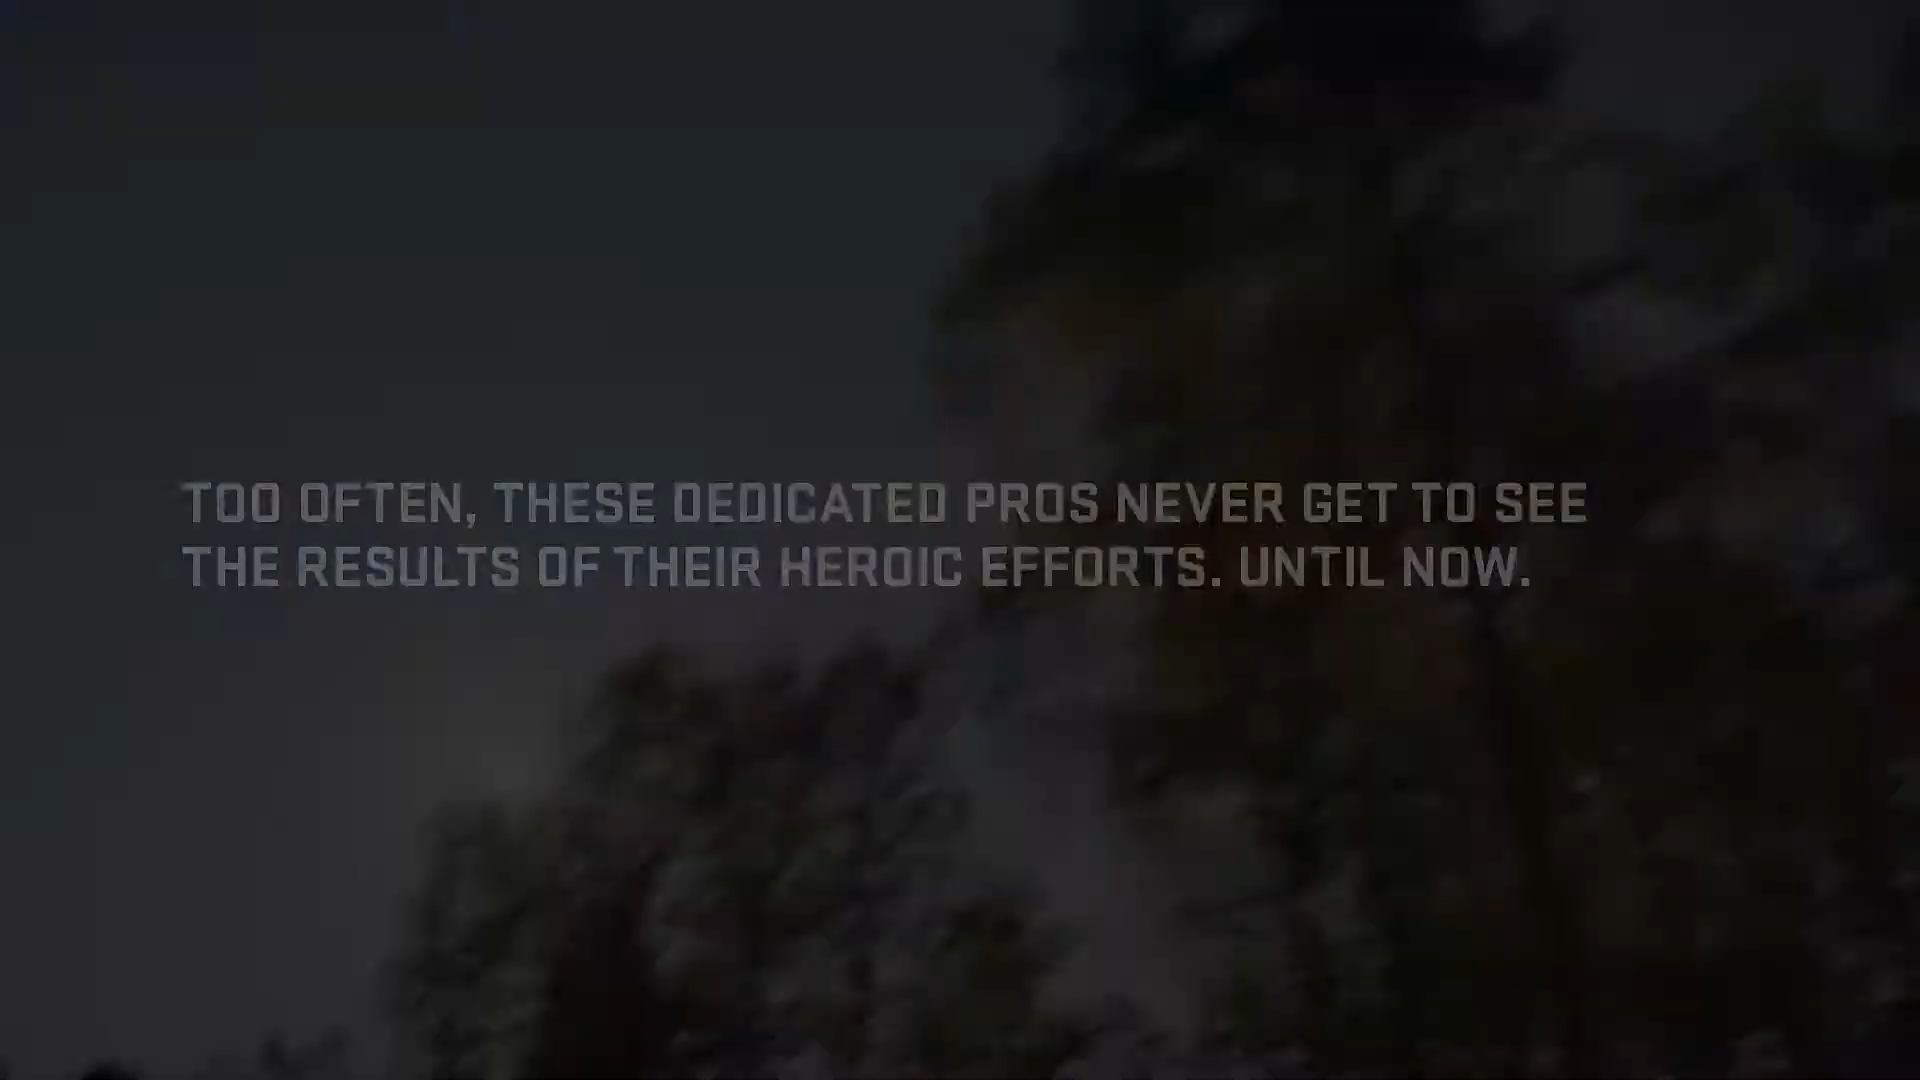 TOO OFTEN, THESE DEDICATED PROS NEVER GET TO SEE
THE RESULTS OF THEIR HEROIC EFFORTS. UNTIL NOW.